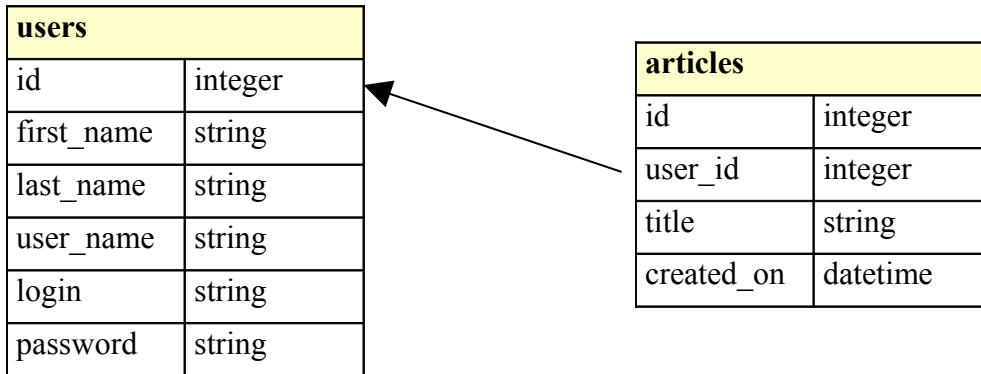 users
id integer
first_name string
last_name string
user_name string
login string
password string
articles
id integer
user_id integer
title string
created_on datetime